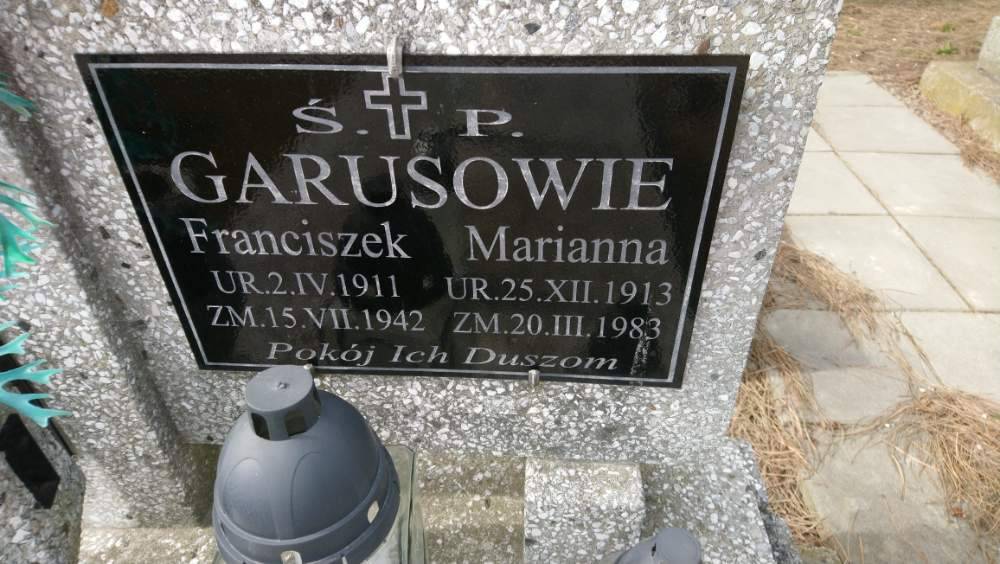 Ś. P.
GARUSOWIE
Franciszek Marianna
UR.2.IV.1911 UR.25.XII.1913
ZM.15.VII.1942 ZM.20.III.1983
Pokój Ich Duszom